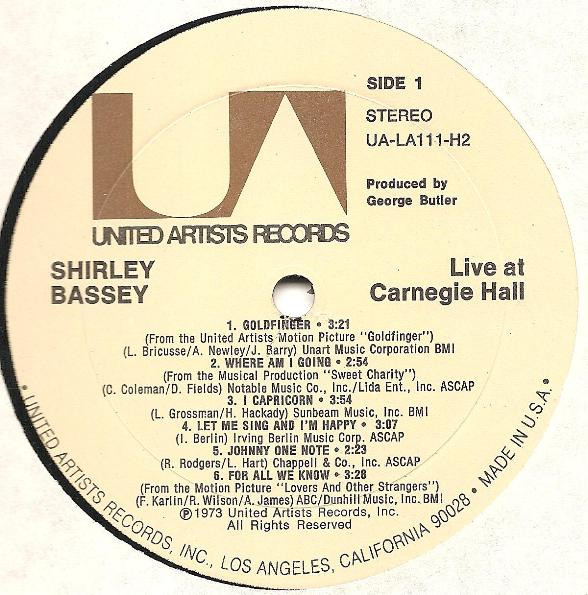 SIDE 1
STEREO
UA-LA111-H2
Produced by
George Butler
UA
UNITED ARTISTS RECORDS
SHIRLEY
BASSEY
Live at
Carnegie Hall
1. GOLDFINGER • 3:21
(From the United Artists Motion Picture "Goldfinger")
(L. Bricusse/A. Newley/J. Barry) Unart Music Corporation BMI
2. WHERE AM I GOING • 2:54
(From the Musical Production "Sweet Charity")
(C. Coleman/D. Fields) Notable Music Co., Inc./Lida Ent., Inc. ASCAP
3. I CAPRICORN • 3:54
(L. Grossman/H. Hackady) Sunbeam Music, Inc. BMI
4. LET ME SING AND I'M HAPPY • 3:07
(I. Berlin) Irving Berlin Music Corp. ASCAP
5. JOHNNY ONE NOTE • 2:23
(R. Rodgers/L. Hart) Chappell & Co., Inc. ASCAP
6. FOR ALL WE KNOW • 3:28
(From the Motion Picture "Lovers And Other Strangers")
(F. Karlin/R. Wilson/A. James) ABC/Dunhill Music, Inc. BMI
℗1973 United Artists Records, Inc.
All Rights Reserved
• UNITED ARTISTS RECORDS, INC., LOS ANGELES, CALIFORNIA 90028 • MADE IN U.S.A. •